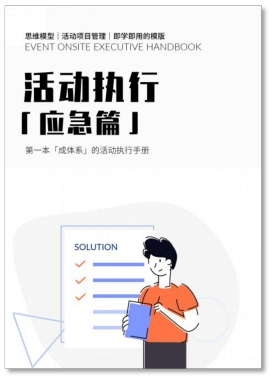 思维模型｜活动项目管理｜即学即用的模版
EVENT ONSITE EXECUTIVE HANDBOOK
活动执行
「应急篇」
第一本「成体系」的活动执行手册
SOLUTION